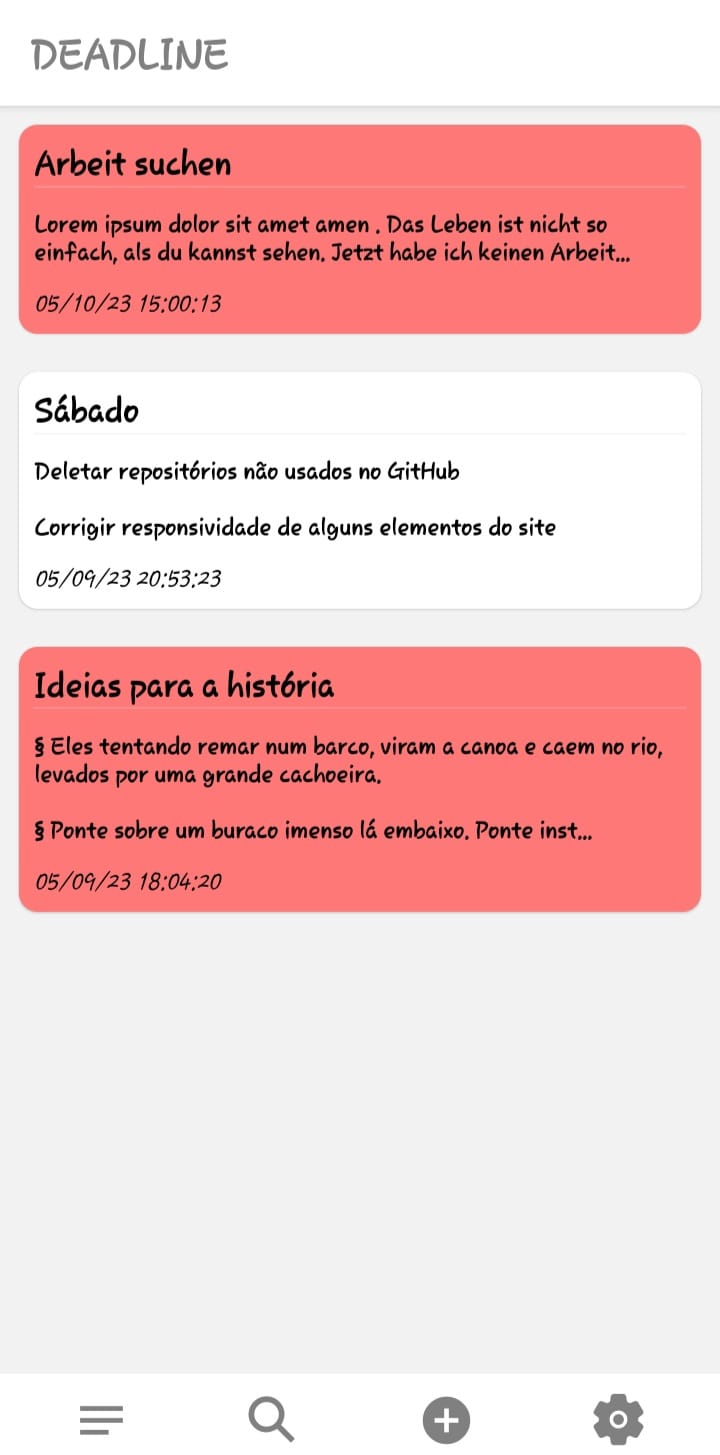 DEADLINE
Arbeit suchen
Lorem ipsum dolor sit amet amen . Das Leben ist nicht so
einfach, als du kannst sehen. Jetzt habe ich keinen Arbeit...
05/10/23 15:00:13
Sábado
Deletar repositórios não usados no GitHub
Corrigir responsividade de alguns elementos do site
05/09/23 20:53:23
Ideias para a história
§ Eles tentando remar num barco, viram a canoa e caem no rio,
levados por uma grande cachoeira.
§ Ponte sobre um buraco imenso lá embaixo. Ponte inst...
05/09/23 18:04:20